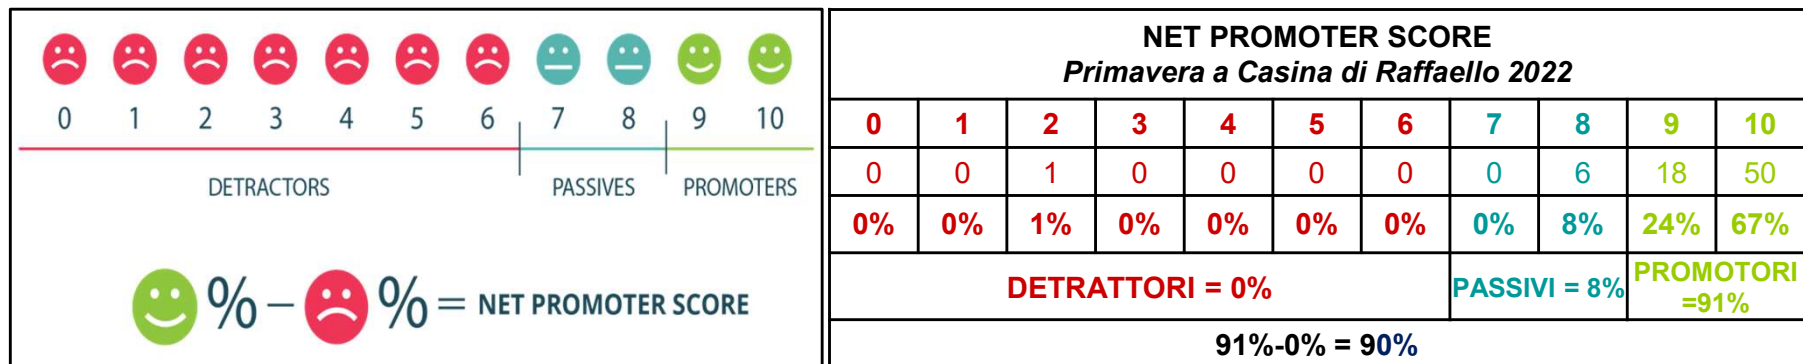 0 1 2 3 4 5 6 7 8 9 10
DETRACTORS PASSIVES PROMOTERS
% – % = NET PROMOTER SCORE
NET PROMOTER SCORE
Primavera a Casina di Raffaello 2022
0 1 2 3 4 5 6 7 8 9 10
0 0 1 0 0 0 0 0 6 18 50
0% 0% 1% 0% 0% 0% 0% 0% 8% 24% 67%
DETRATTORI = 0% PASSIVI = 8% PROMOTORI
=91%
91%-0% = 90%